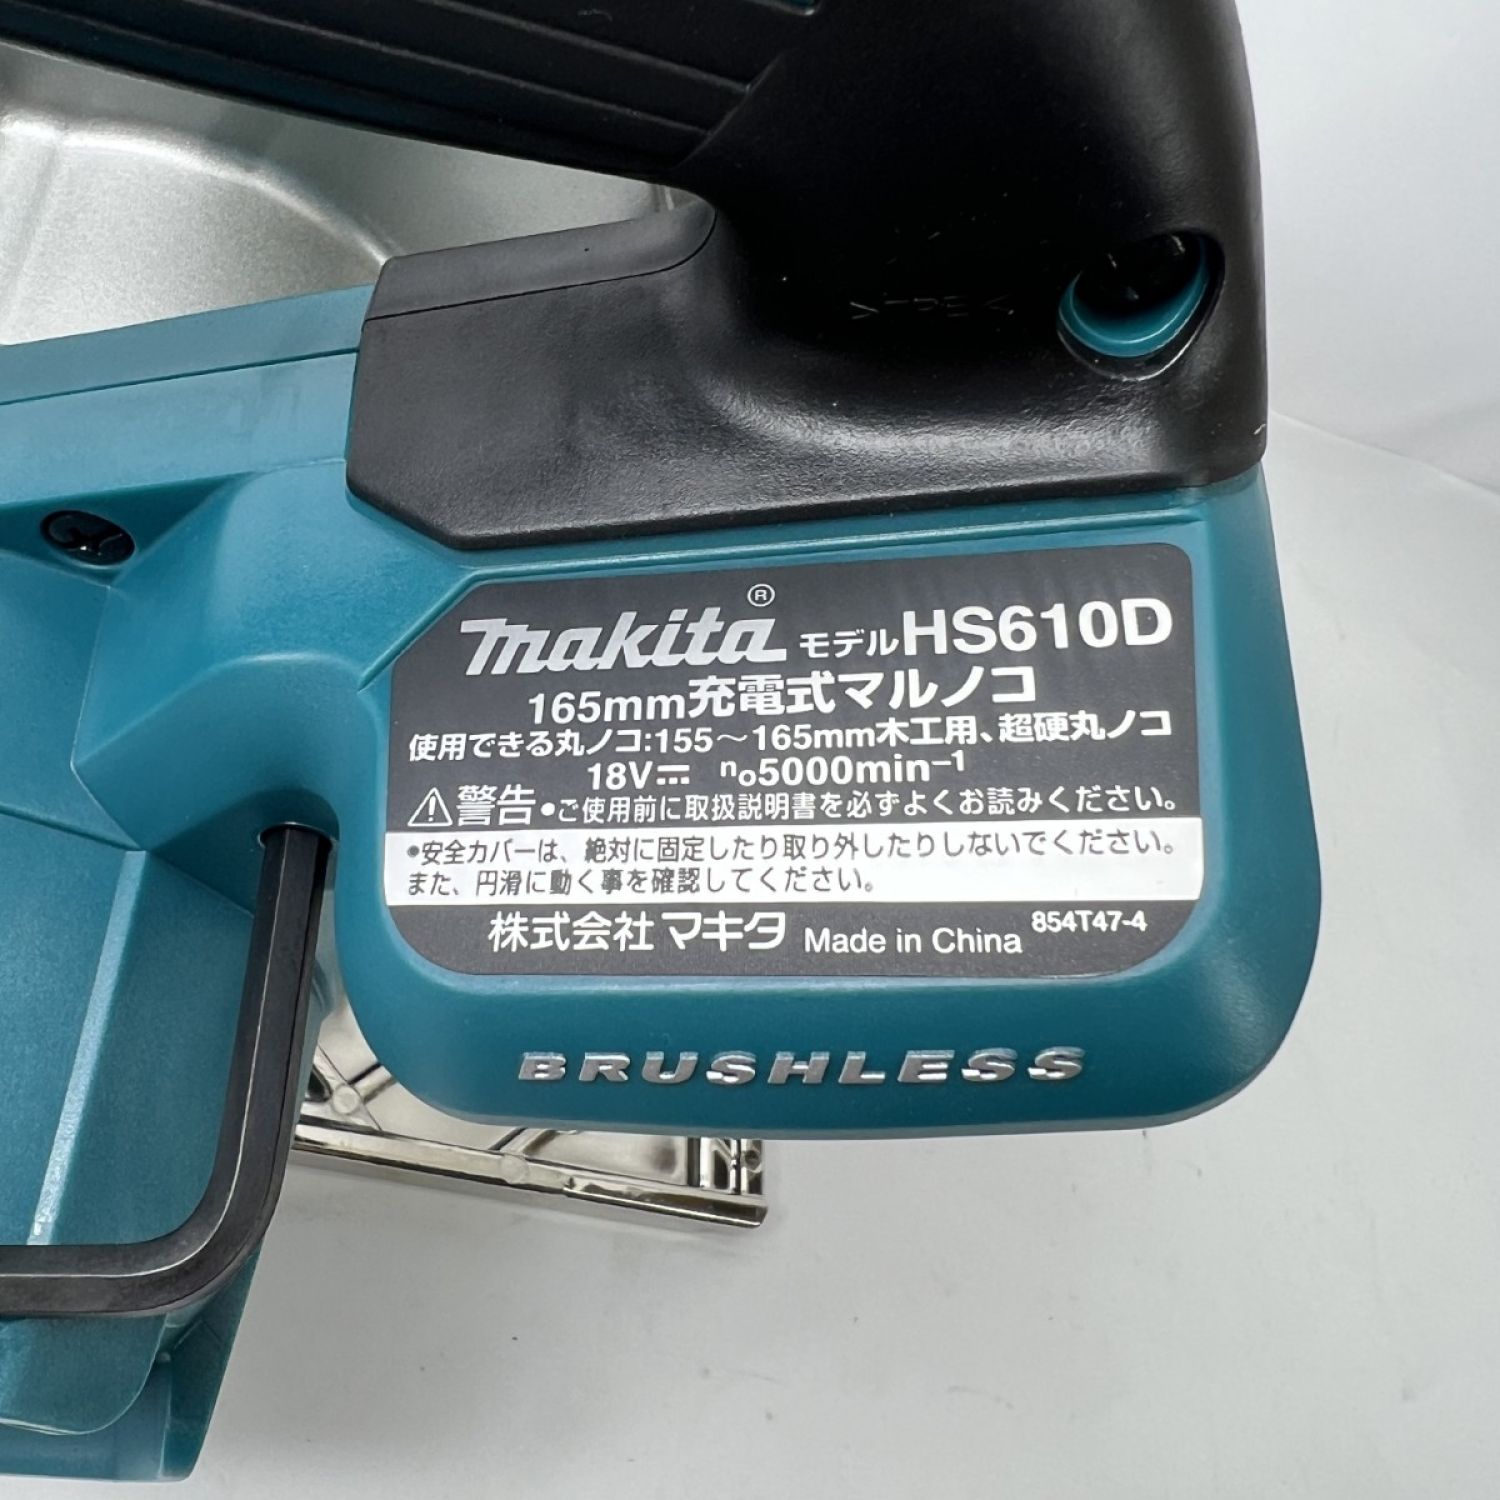 makita® モデルHS610D
165mm充電式マルノコ
使用できる丸ノコ:155～165mm木工用、超硬丸ノコ
18V⎓ n₀5000min⁻¹
⚠警告●ご使用前に取扱説明書を必ずよくお読みください。
●安全カバーは、絶対に固定したり取り外したりしないでください。
また、円滑に動く事を確認してください。
株式会社マキタ Made in China 854T47-4
BRUSHLESS